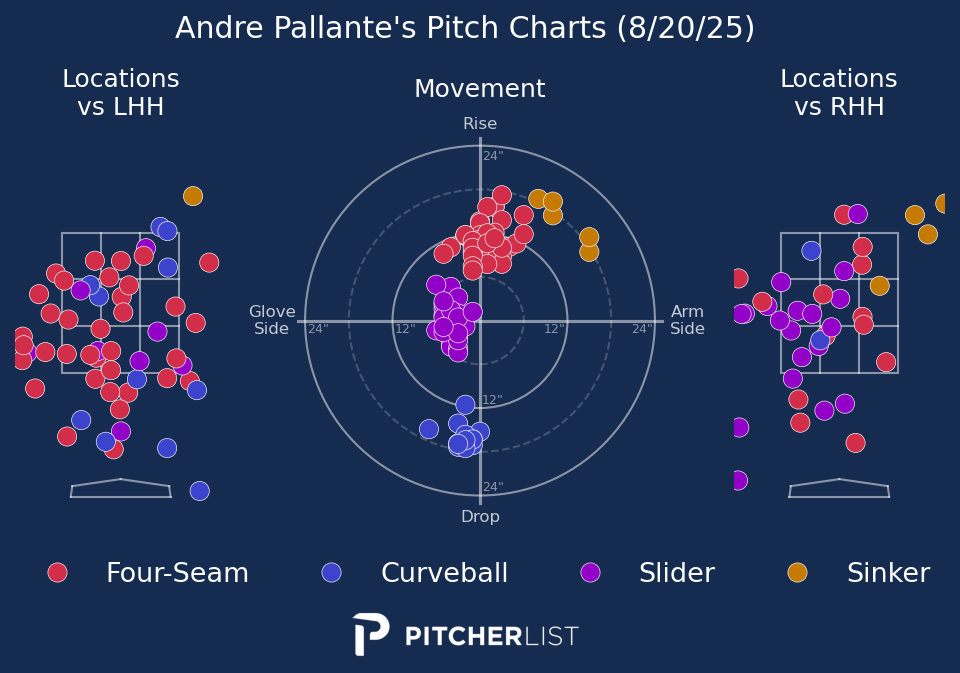 Andre Pallante's Pitch Charts (8/20/25)
Locations
vs LHH
Movement
Locations
vs RHH
Rise
24"
Glove
Side
24"
12"
12"
24"
Arm
Side
12"
24"
Drop
Four-Seam
Curveball
Slider
Sinker
PITCHERLIST